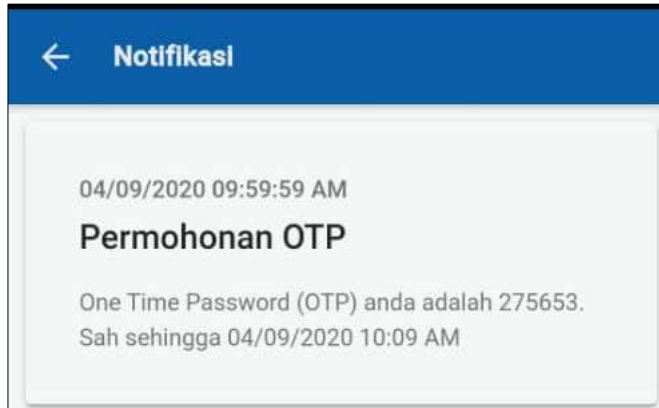 Notifikasi
04/09/2020 09:59:59 AM
Permohonan OTP
One Time Password (OTP) anda adalah 275653.
Sah sehingga 04/09/2020 10:09 AM